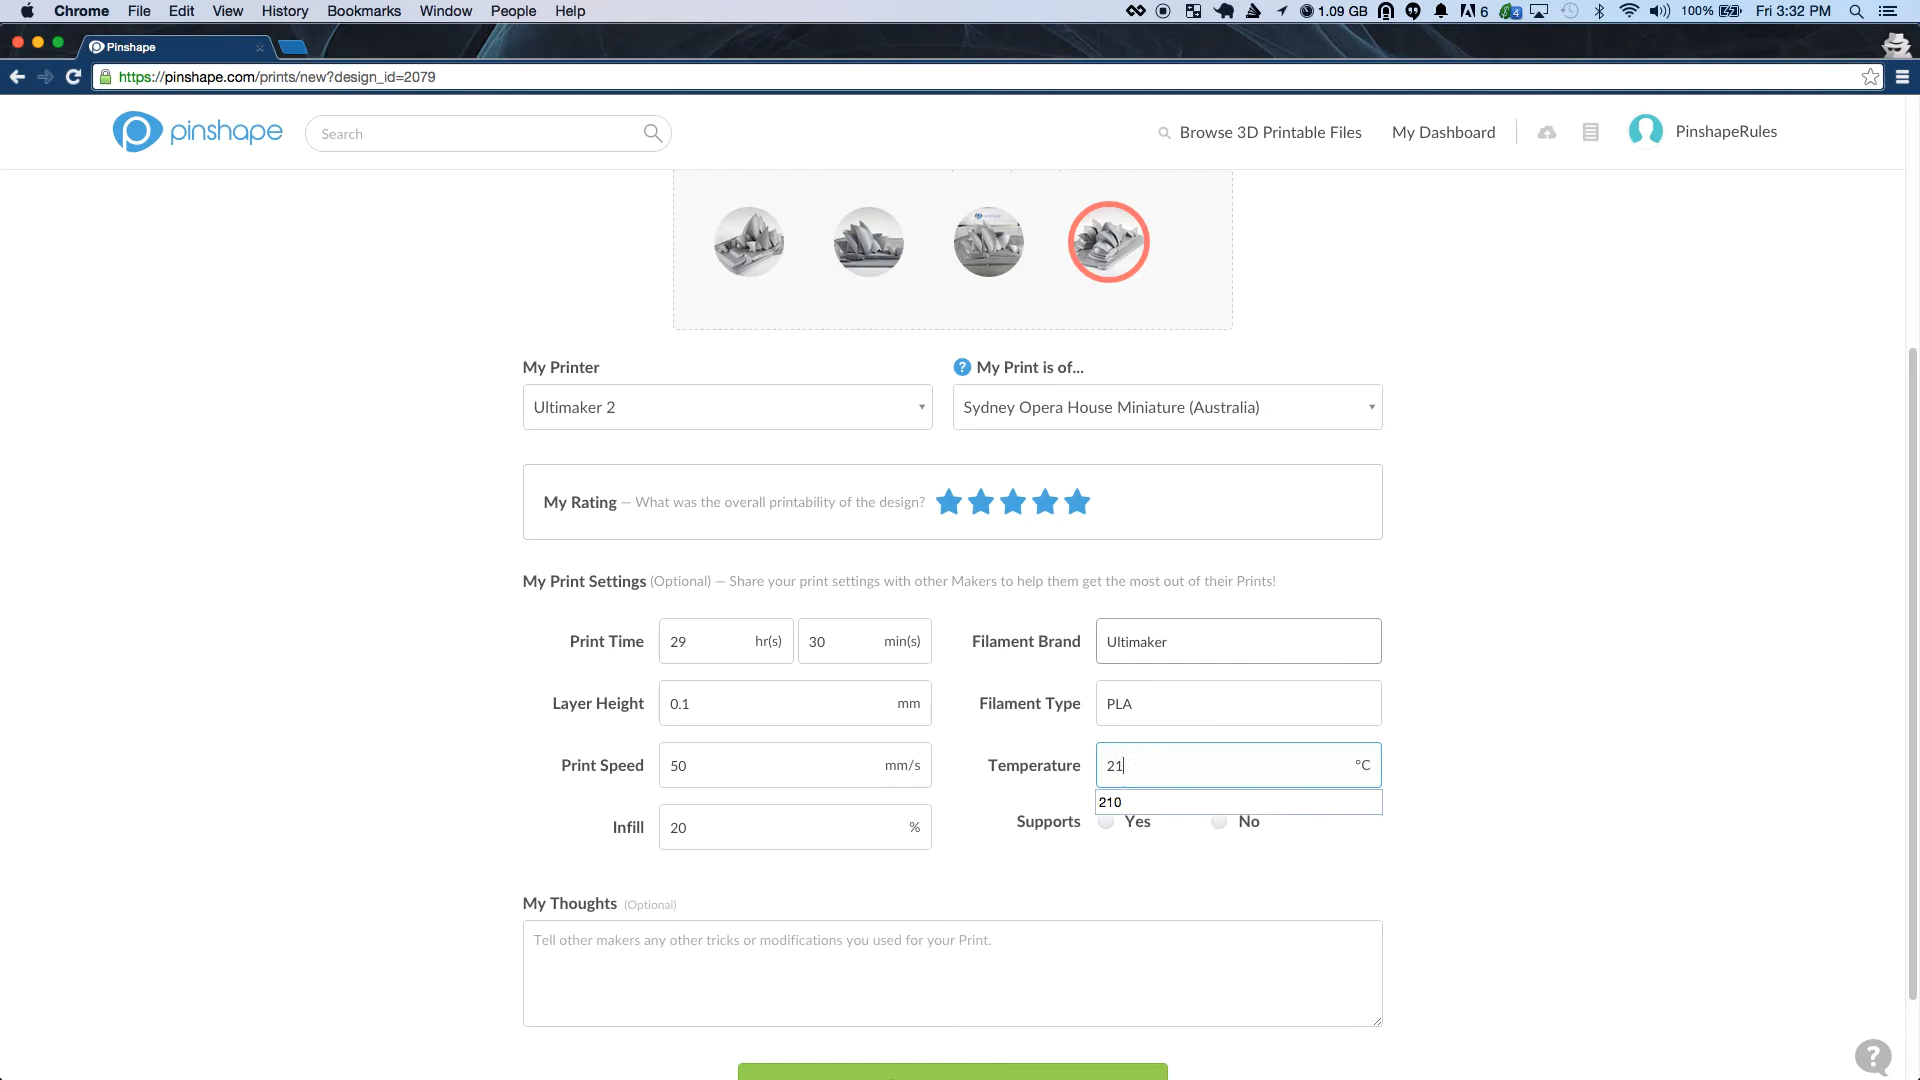 Chrome File Edit View History Bookmarks Window People Help 1.09 GB 6 4 100% Fri 3:32 PM
Pinshape
https://pinshape.com/prints/new?design_id=2079
pinshape Search Browse 3D Printable Files My Dashboard PinshapeRules
My Printer ? My Print is of...
Ultimaker 2 Sydney Opera House Miniature (Australia)
My Rating — What was the overall printability of the design?
My Print Settings (Optional) — Share your print settings with other Makers to help them get the most out of their Prints!
Print Time 29 hr(s) 30 min(s) Filament Brand Ultimaker
Layer Height 0.1 mm Filament Type PLA
Print Speed 50 mm/s Temperature 21 °C
210
Infill 20 % Supports Yes No
My Thoughts (Optional)
Tell other makers any other tricks or modifications you used for your Print.
?